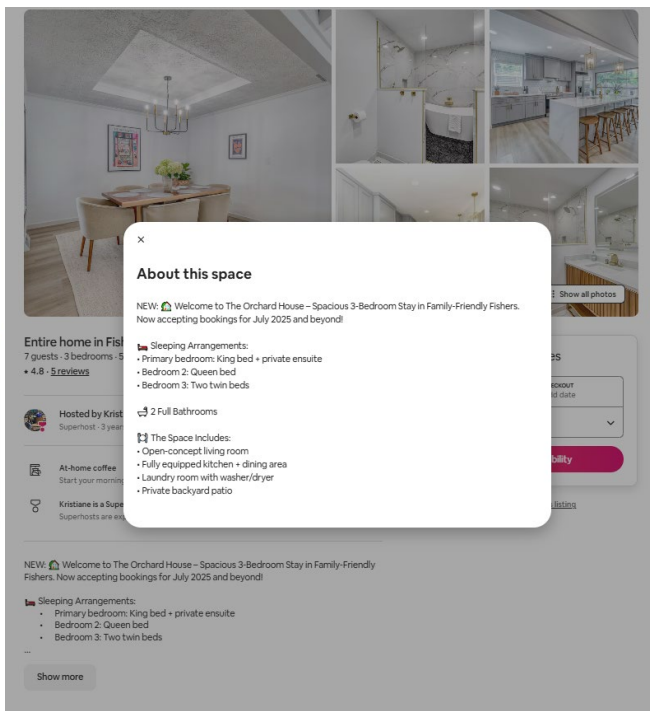 Show all photos
About this space
NEW: 🏠 Welcome to The Orchard House – Spacious 3-Bedroom Stay in Family-Friendly Fishers.
Now accepting bookings for July 2025 and beyond!
🛏️ Sleeping Arrangements:
• Primary bedroom: King bed + private ensuite
• Bedroom 2: Queen bed
• Bedroom 3: Two twin beds
🛁 2 Full Bathrooms
🍽️ The Space Includes:
• Open-concept living room
• Fully equipped kitchen + dining area
• Laundry room with washer/dryer
• Private backyard patio
Entire home in Fis
7 guests · 3 bedrooms · 5
4.8 · 5 reviews
Hosted by Krist
Superhost · 3 year
At-home coffee
Start your morning
Kristiane is a Supe
Superhosts are ex
es
ECKOUT
d date
bility
listing
NEW: 🏠 Welcome to The Orchard House – Spacious 3-Bedroom Stay in Family-Friendly
Fishers. Now accepting bookings for July 2025 and beyond!
🛏️ Sleeping Arrangements:
• Primary bedroom: King bed + private ensuite
• Bedroom 2: Queen bed
• Bedroom 3: Two twin beds
...
Show more